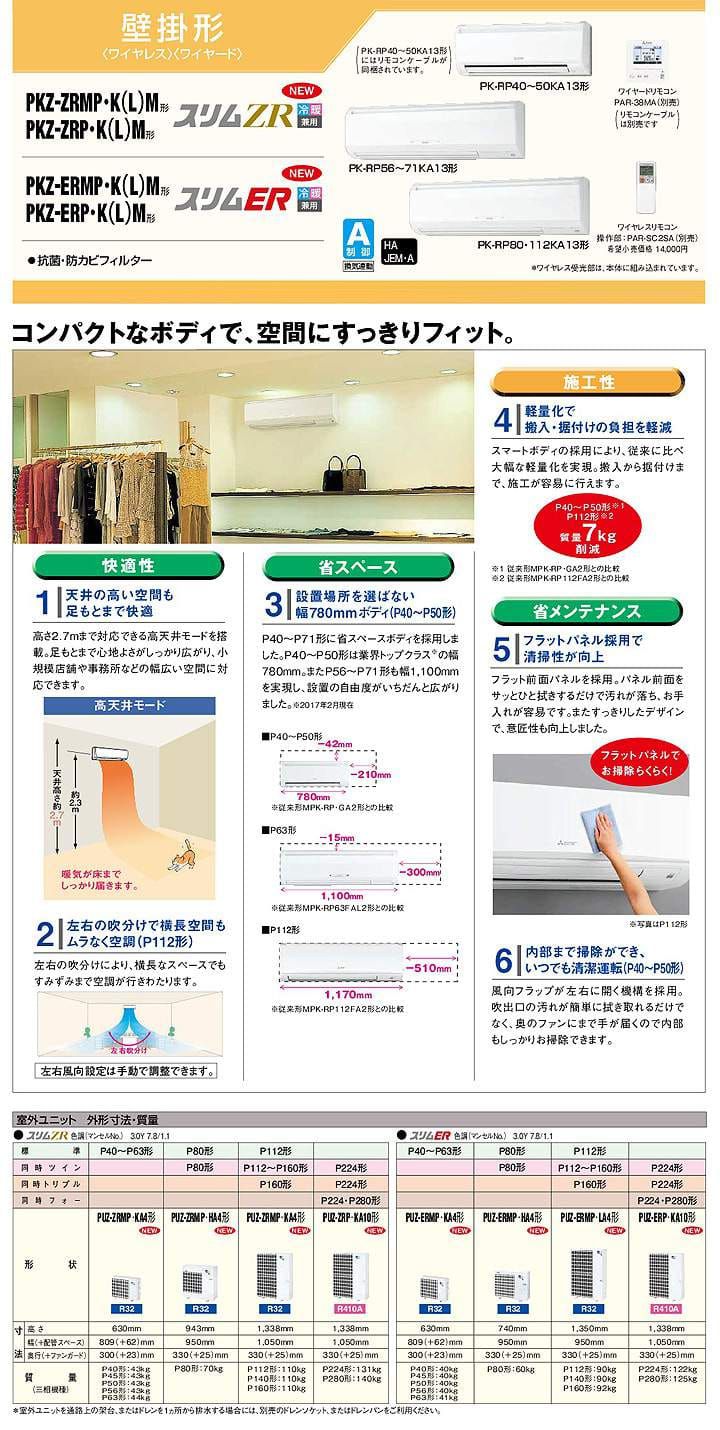 壁掛形
〈ワイヤレス〉〈ワイヤード〉
PKZ-ZRMP・K(L)M形
PKZ-ZRP・K(L)M形
スリムZR
NEW
冷暖
兼用
PKZ-ERMP・K(L)M形
PKZ-ERP・K(L)M形
スリムER
NEW
冷暖
兼用
●抗菌・防カビフィルター
(PK-RP40〜50KA13形
にはリモコンケーブルが
同梱されています。)
PK-RP40〜50KA13形
PK-RP56〜71KA13形
PK-RP80・112KA13形
ワイヤードリモコン
PAR-38MA(別売)
(リモコンケーブル
は別売です)
ワイヤレスリモコン
操作部:PAR-SC2SA(別売)
希望小売価格 14,000円
A
制御
換気連動
HA
JEM・A
*ワイヤレス受光部は、本体に組み込まれています。
コンパクトなボディで、空間にすっきりフィット。
快適性
1 天井の高い空間も
足もとまで快適
高さ2.7mまで対応できる高天井モードを搭
載。足もとまで心地よさがしっかり広がり、小
規模店舗や事務所などの幅広い空間に対
応できます。
高天井モード
天井高さ約2.7m
約2.3m
暖気が床まで
しっかり届きます。
2 左右の吹分けで横長空間も
ムラなく空調(P112形)
左右の吹分けにより、横長なスペースでも
すみずみまで空調が行きわたります。
左右吹分け
左右風向設定は手動で調整できます。
省スペース
3 設置場所を選ばない
幅780mmボディ(P40〜P50形)
P40〜P71形に省スペースボディを採用しま
した。P40〜P50形は業界トップクラス※の幅
780mm。またP56〜P71形も幅1,100mm
を実現し、設置の自由度がいちだんと広がり
ました。※2017年2月現在
■P40〜P50形
−42mm
−210mm
780mm
※従来形MPK-RP・GA2形との比較
■P63形
−15mm
−300mm
1,100mm
※従来形MPK-RP63FAL2形との比較
■P112形
−510mm
1,170mm
※従来形MPK-RP112FA2形との比較
施工性
4 軽量化で
搬入・据付けの負担を軽減
スマートボディの採用により、従来に比べ
大幅な軽量化を実現。搬入から据付けま
で、施工が容易に行えます。
P40〜P50形※1
P112形※2
質量7kg
削減
※1 従来形MPK-RP・GA2形との比較
※2 従来形MPK-RP112FA2形との比較
省メンテナンス
5 フラットパネル採用で
清掃性が向上
フラット前面パネルを採用。パネル前面を
サッとひと拭きするだけで汚れが落ち、お手
入れが容易です。またすっきりしたデザイン
で、意匠性も向上しました。
フラットパネルで
お掃除らくらく!
※写真はP112形
6 内部まで掃除ができ、
いつでも清潔運転(P40〜P50形)
風向フラップが左右に開く機構を採用。
吹出口の汚れが簡単に拭き取れるだけで
なく、奥のファンにまで手が届くので内部
もしっかりお掃除できます。
室外ユニット 外形寸法・質量
●スリムZR 色調(マンセルNo.) 3.0Y 7.8/1.1
●スリムER 色調(マンセルNo.) 3.0Y 7.8/1.1
標準 P40〜P63形 P80形 P112形 P40〜P63形 P80形 P112形
同時ツイン P80形 P112〜P160形 P224形 P80形 P112〜P160形 P224形
同時トリプル P160形 P224形 P160形 P224形
同時フォー P224・P280形 P224・P280形
形状 PUZ-ZRMP・KA4形 PUZ-ZRMP・HA4形 PUZ-ZRMP・KA4形 PUZ-ZRP・KA10形 PUZ-ERMP・KA4形 PUZ-ERMP・HA4形 PUZ-ERMP・LA4形 PUZ-ERP・KA10形
NEW NEW NEW NEW NEW NEW NEW NEW
R32 R32 R32 R410A R32 R32 R32 R410A
寸法 高さ 630mm 943mm 1,338mm 1,338mm 630mm 740mm 1,350mm 1,338mm
幅(+配管スペース) 809(+62)mm 950mm 1,050mm 1,050mm 809(+62)mm 950mm 950mm 1,050mm
奥行(+ファンガード) 300(+23)mm 330(+25)mm 330(+25)mm 330(+25)mm 300(+23)mm 330(+25)mm 330(+25)mm 330(+25)mm
質量
(三相機種)
P40形:43kg P80形:70kg P112形:110kg P224形:131kg P40形:40kg P80形:60kg P112形:90kg P224形:122kg
P45形:43kg P140形:110kg P280形:140kg P45形:40kg P140形:90kg P280形:125kg
P50形:43kg P160形:110kg P50形:40kg P160形:92kg
P56形:43kg P56形:40kg
P63形:44kg P63形:41kg
*室外ユニットを通路上の架台、またはドレンを1ヵ所から排水する場合には、別売のドレンソケット、またはドレンパンをご利用ください。